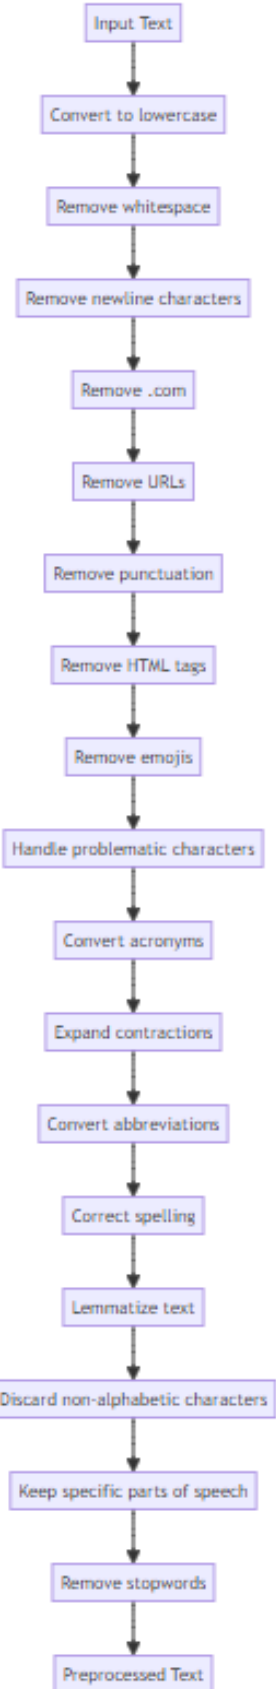 Input Text
Convert to lowercase
Remove whitespace
Remove newline characters
Remove .com
Remove URLs
Remove punctuation
Remove HTML tags
Remove emojis
Handle problematic characters
Convert acronyms
Expand contractions
Convert abbreviations
Correct spelling
Lemmatize text
Discard non-alphabetic characters
Keep specific parts of speech
Remove stopwords
Preprocessed Text